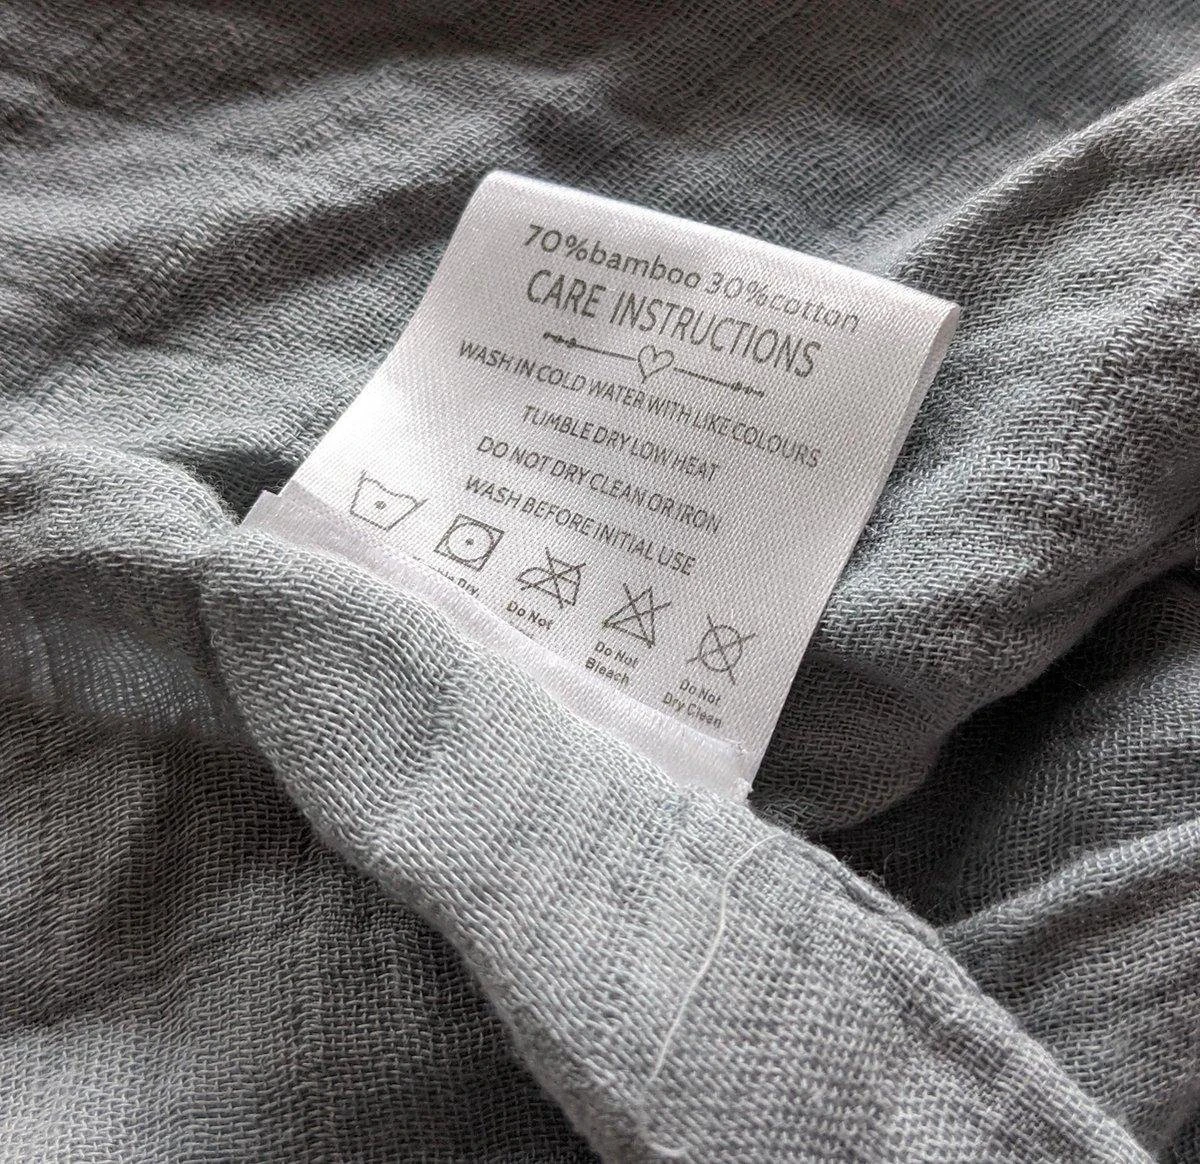 70%bamboo 30%cotton
CARE INSTRUCTIONS
WASH IN COLD WATER WITH LIKE COLOURS
TUMBLE DRY LOW HEAT
DO NOT DRY CLEAN OR IRON
WASH BEFORE INITIAL USE
Dry,
Do Not
Do Not
Bleach
Do Not
Dry Clean